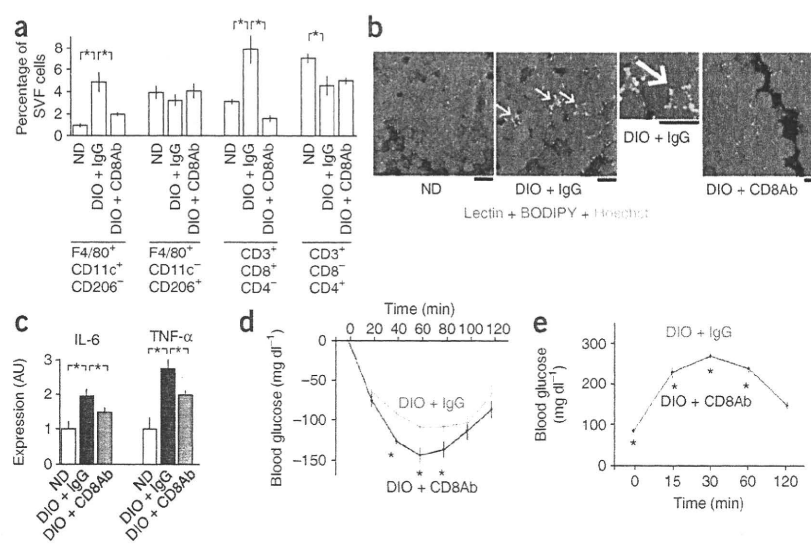 a
Percentage of
SVF cells
8
6
4
2
0
* * * * *
ND
DIO + IgG
DIO + CD8Ab
ND
DIO + IgG
DIO + CD8Ab
ND
DIO + IgG
DIO + CD8Ab
ND
DIO + IgG
DIO + CD8Ab
F4/80+
CD11c+
CD206−
F4/80+
CD11c−
CD206+
CD3+
CD8+
CD4−
CD3+
CD8−
CD4+
b
ND
DIO + IgG
DIO + IgG
DIO + CD8Ab
Lectin + BODIPY + Hoechst
c
IL-6 TNF-α
Expression (AU)
3
2
1
0
* * * *
ND
DIO + IgG
DIO + CD8Ab
ND
DIO + IgG
DIO + CD8Ab
d
Time (min)
0 20 40 60 80 100 120
Blood glucose (mg dl−1)
0
−50
−100
−150
DIO + IgG
* * *
DIO + CD8Ab
e
Blood glucose
(mg dl−1)
300
200
100
0
DIO + IgG
* * * *
DIO + CD8Ab
0 15 30 60 120
Time (min)